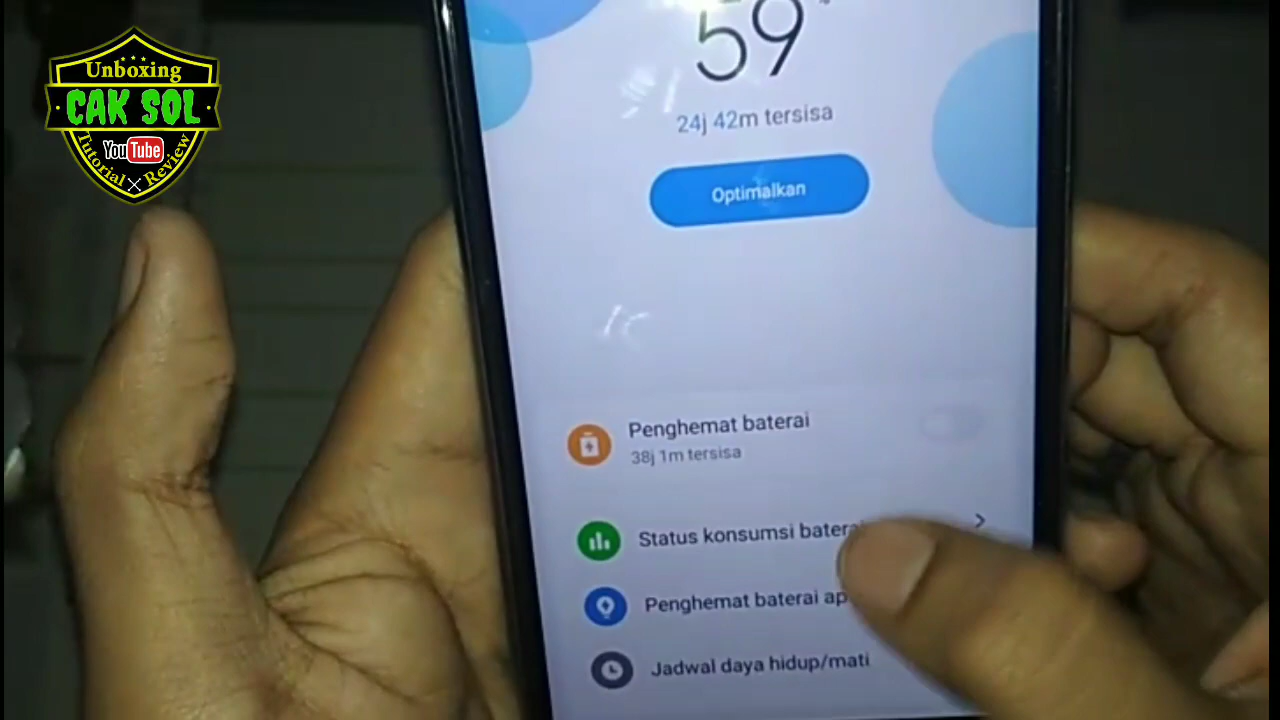 Unboxing
CAK SOL
YouTube
Tutorial X Review
59
24j 42m tersisa
Optimalkan
Penghemat baterai
38j 1m tersisa
Status konsumsi batera
Penghemat baterai ap
Jadwal daya hidup/mati